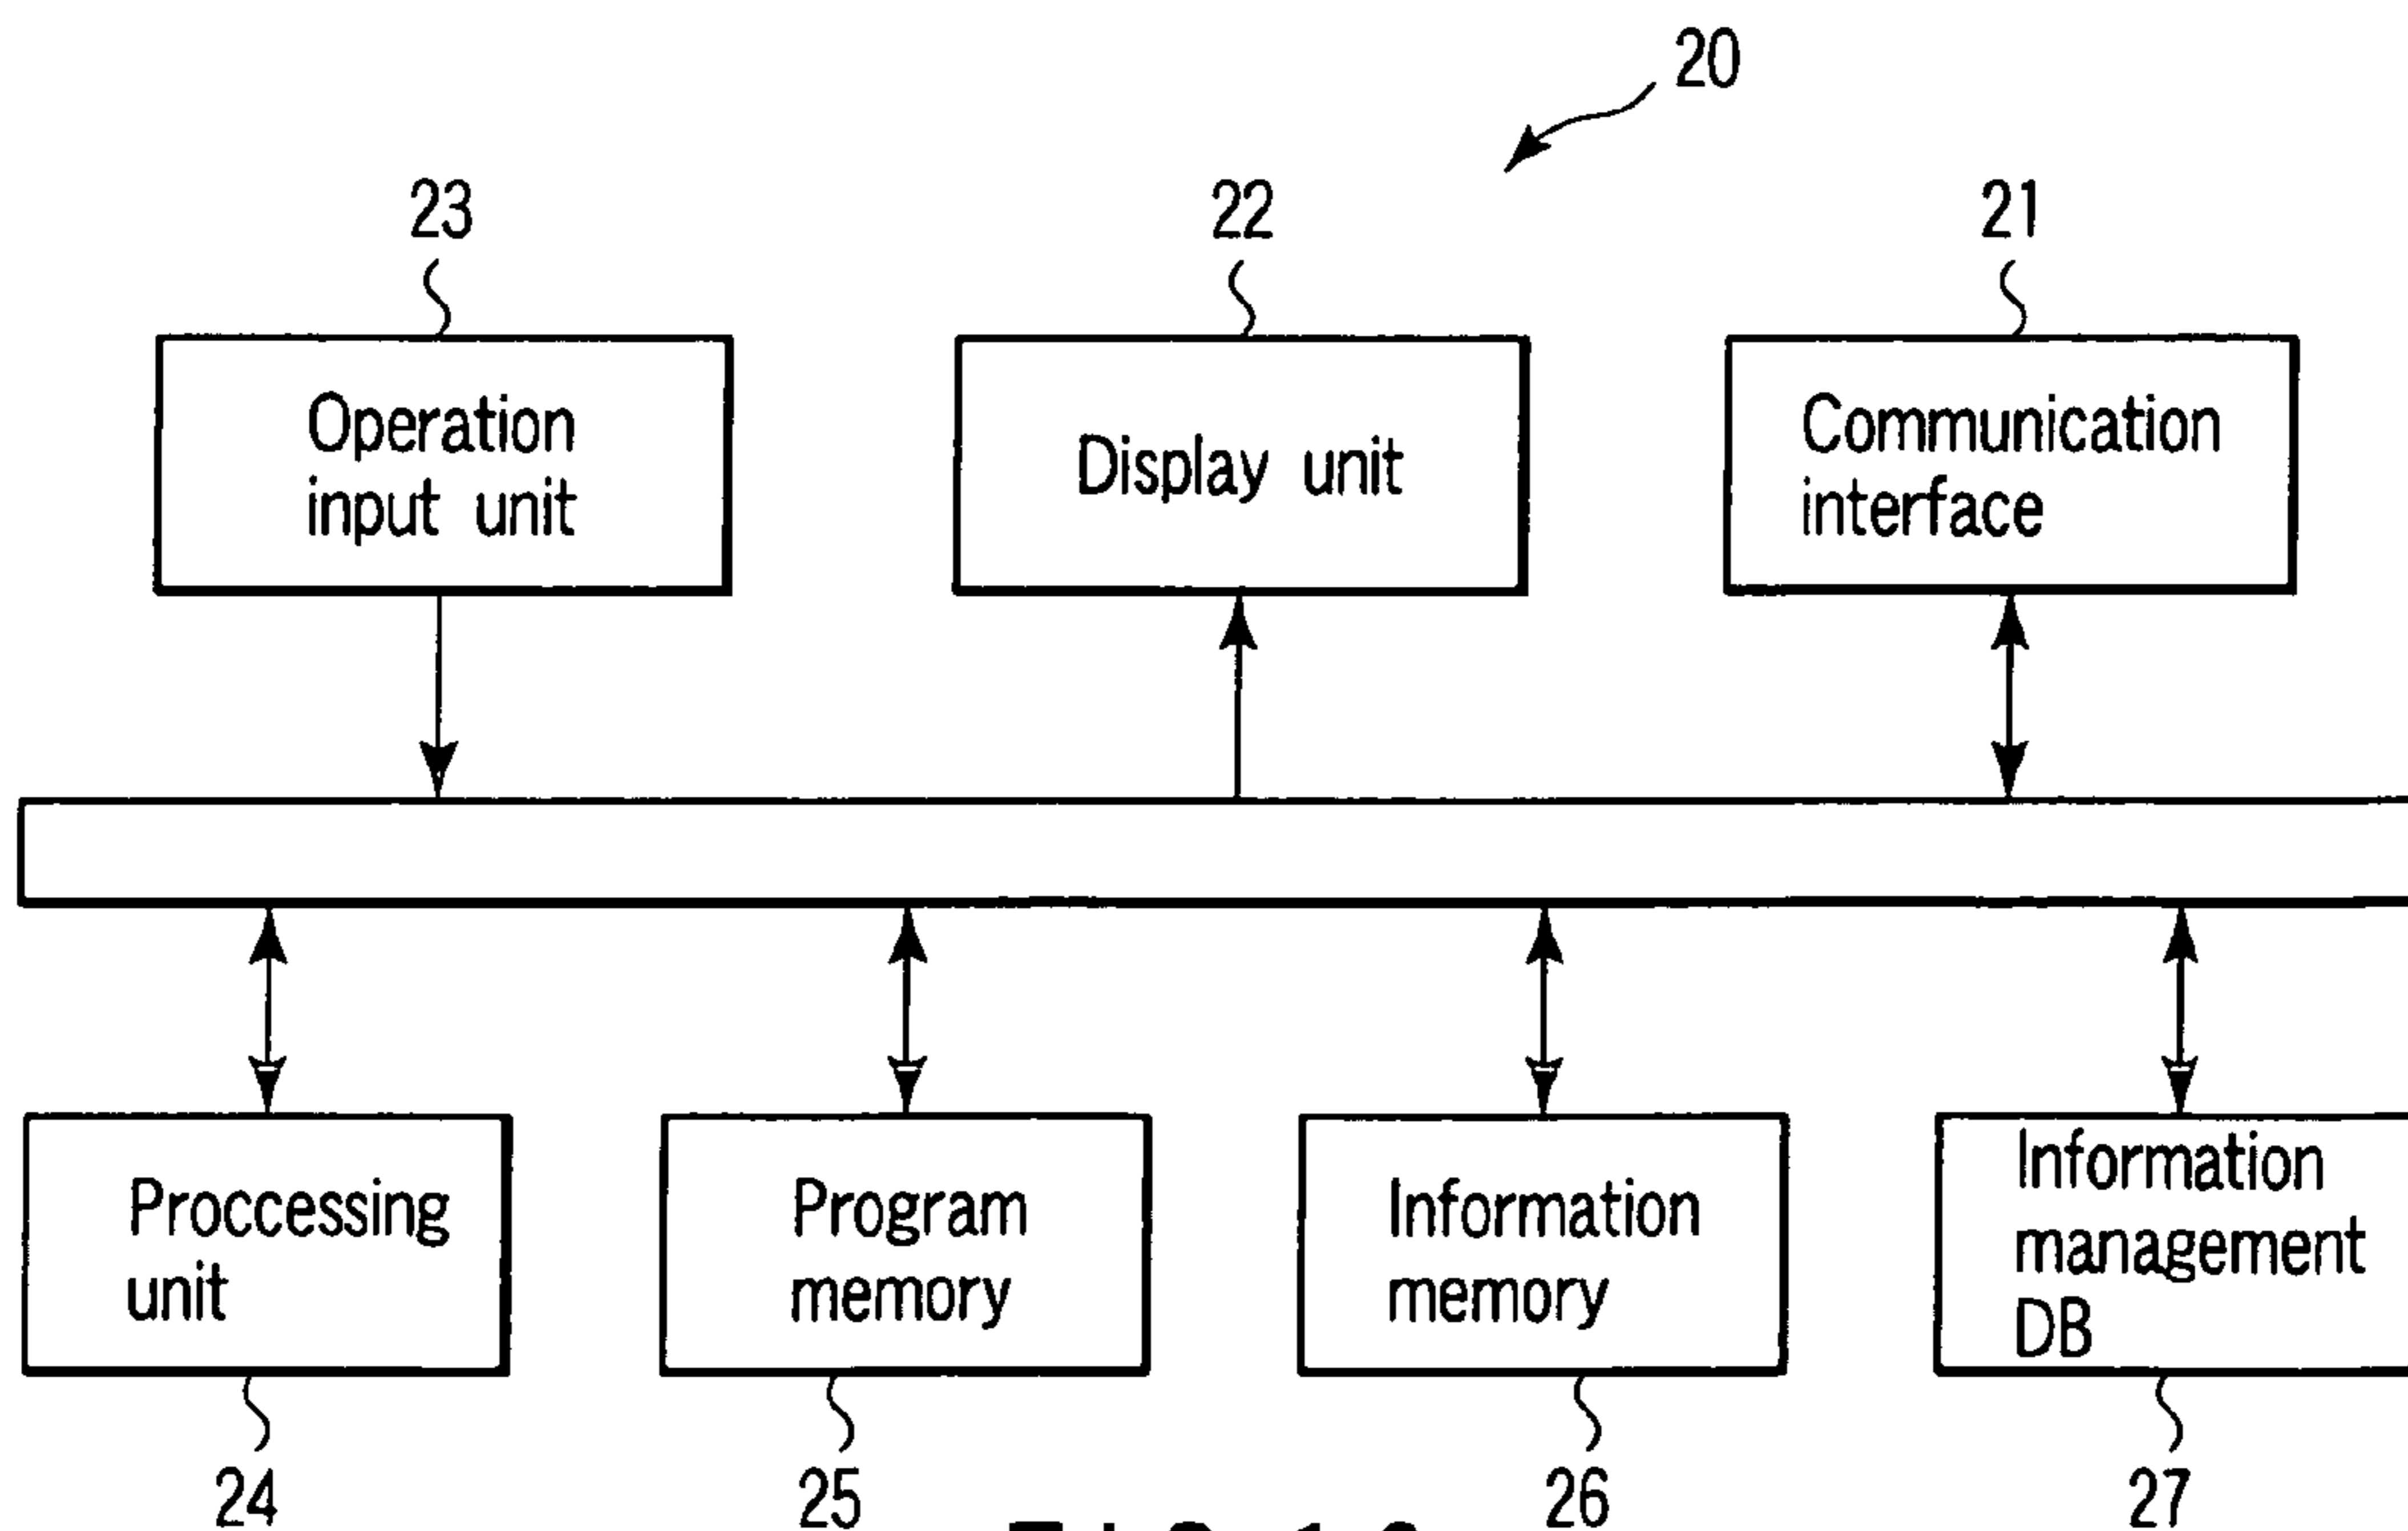 20
23
22
21
Operation
input unit
Display unit
Communication
interface
Proccessing
unit
Program
memory
Information
memory
Information
management
DB
24
25
26
27